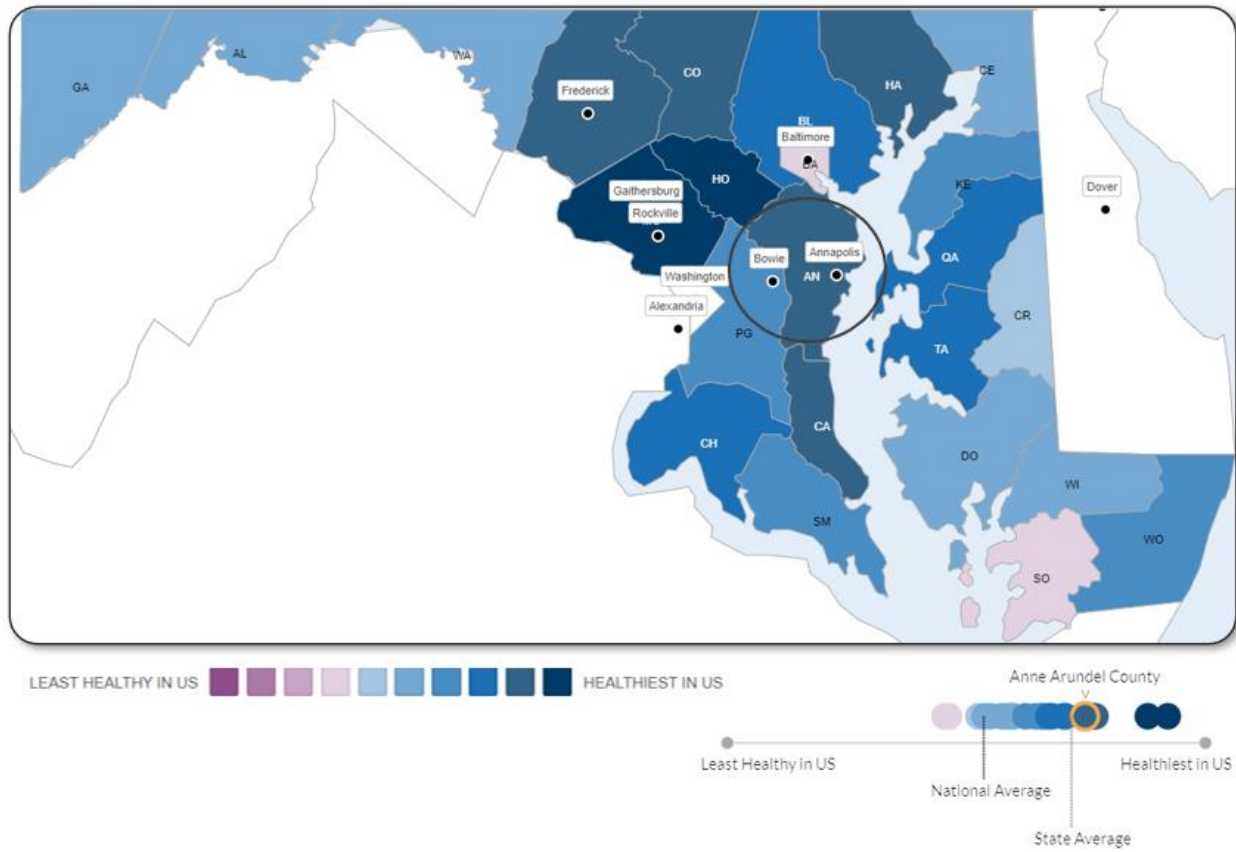 GA
AL
WA
Frederick
CO
BL
Baltimore
HA
CE
HO
Gaithersburg
Rockville
KE
Dover
Washington
Bowie
AN
Annapolis
QA
Alexandria
PG
TA
CR
CH
CA
DO
WI
SM
SO
WO
LEAST HEALTHY IN US
HEALTHIEST IN US
Anne Arundel County
Least Healthy in US
Healthiest in US
National Average
State Average